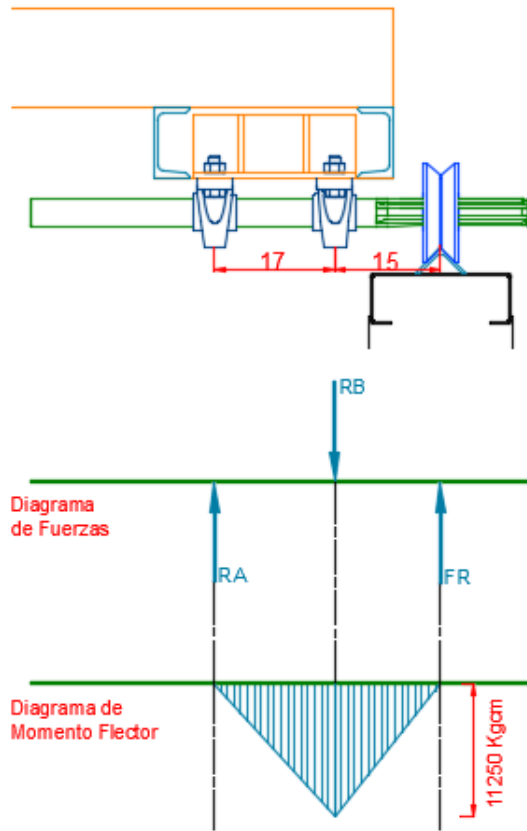 17
15
RB
Diagrama
de Fuerzas
RA
FR
Diagrama de
Momento Flector
11250 Kgcm